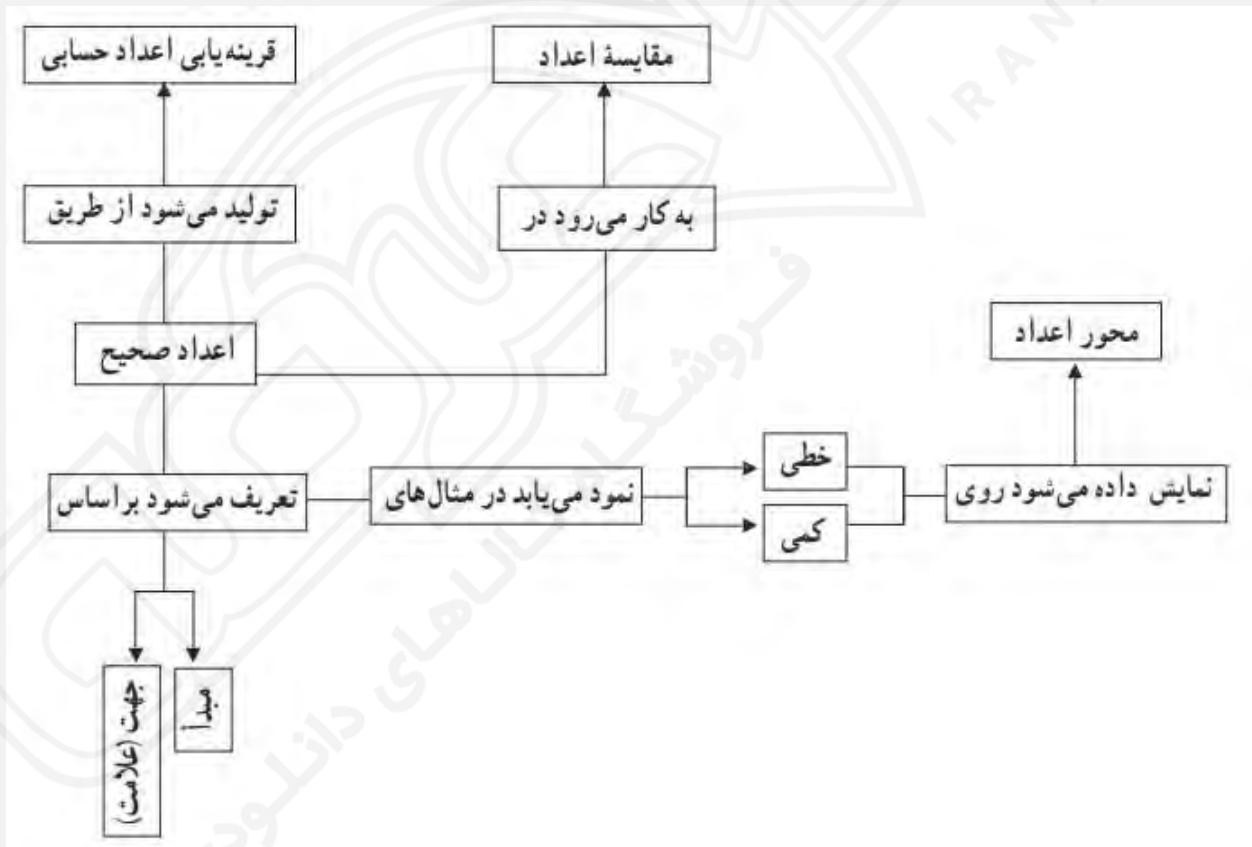 قرینه‌یابی اعداد حسابی
مقایسهٔ اعداد
تولید می‌شود از طریق
به کار می‌رود در
اعداد صحیح
محور اعداد
تعریف می‌شود براساس
نمود می‌یابد در مثال‌های
خطی
کمی
نمایش داده می‌شود روی
مبدأ
جهت (علامت)
IRAN